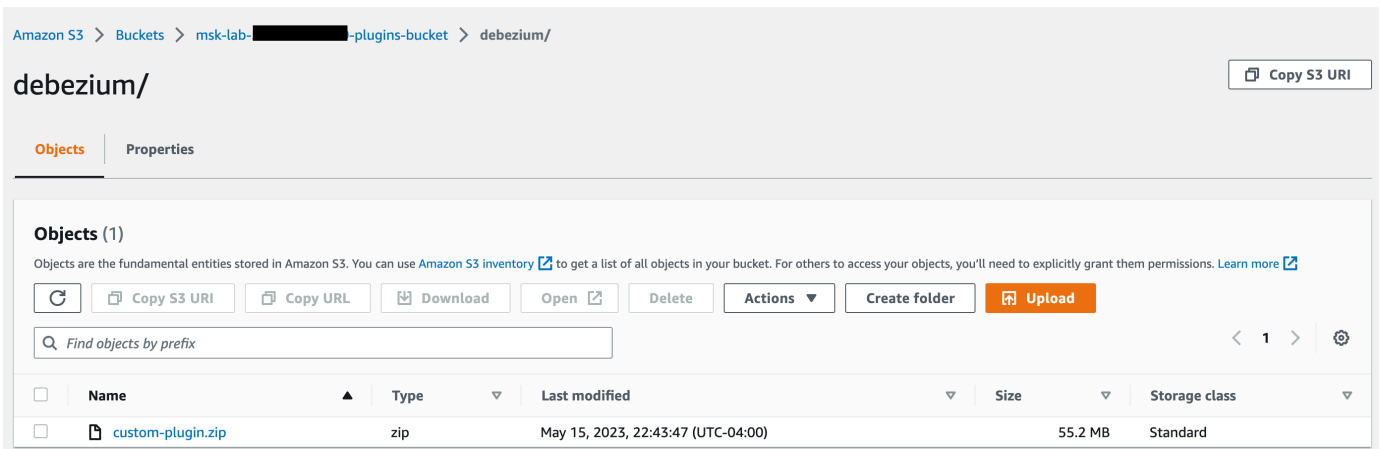 Amazon S3 > Buckets > msk-lab- -plugins-bucket > debezium/
debezium/
Copy S3 URI
Objects Properties
Objects (1)
Objects are the fundamental entities stored in Amazon S3. You can use Amazon S3 inventory to get a list of all objects in your bucket. For others to access your objects, you'll need to explicitly grant them permissions. Learn more
Copy S3 URI Copy URL Download Open Delete Actions Create folder Upload
Find objects by prefix
1
Name Type Last modified Size Storage class
custom-plugin.zip zip May 15, 2023, 22:43:47 (UTC-04:00) 55.2 MB Standard